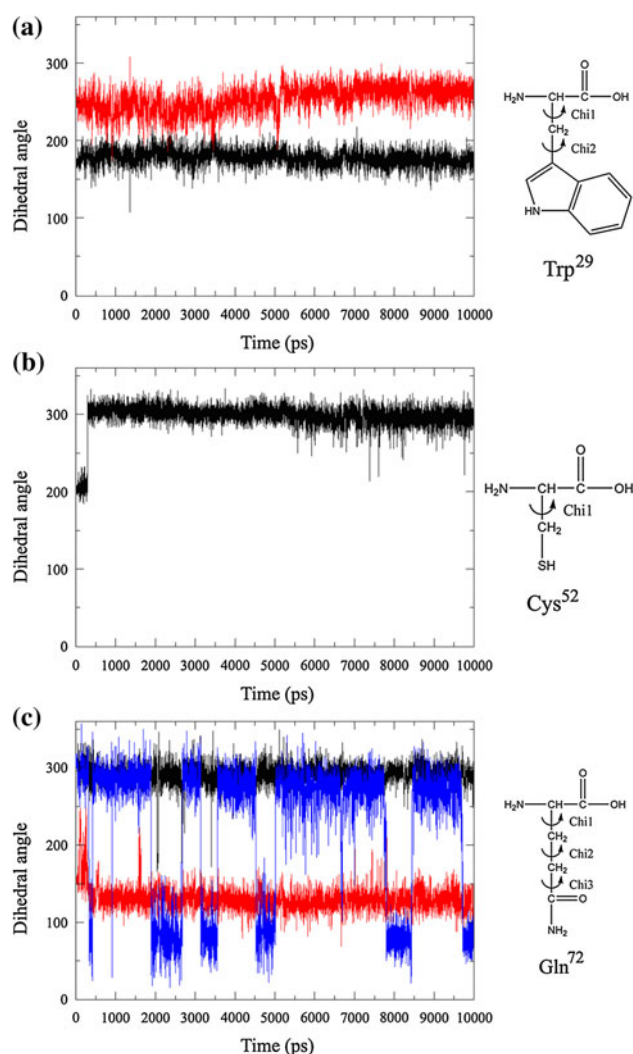 (a)
300
200
100
0
Dihedral angle
0 1000 2000 3000 4000 5000 6000 7000 8000 9000 10000
Time (ps)
O
H₂N CH C OH
Chi1
CH₂
Chi2
HN
Trp²⁹
(b)
300
200
100
0
Dihedral angle
0 1000 2000 3000 4000 5000 6000 7000 8000 9000 10000
Time (ps)
O
H₂N CH C OH
Chi1
CH₂
SH
Cys⁵²
(c)
300
200
100
0
Dihedral angle
0 1000 2000 3000 4000 5000 6000 7000 8000 9000 10000
Time (ps)
O
H₂N CH C OH
Chi1
CH₂
Chi2
CH₂
Chi3
C O
NH₂
Gln⁷²